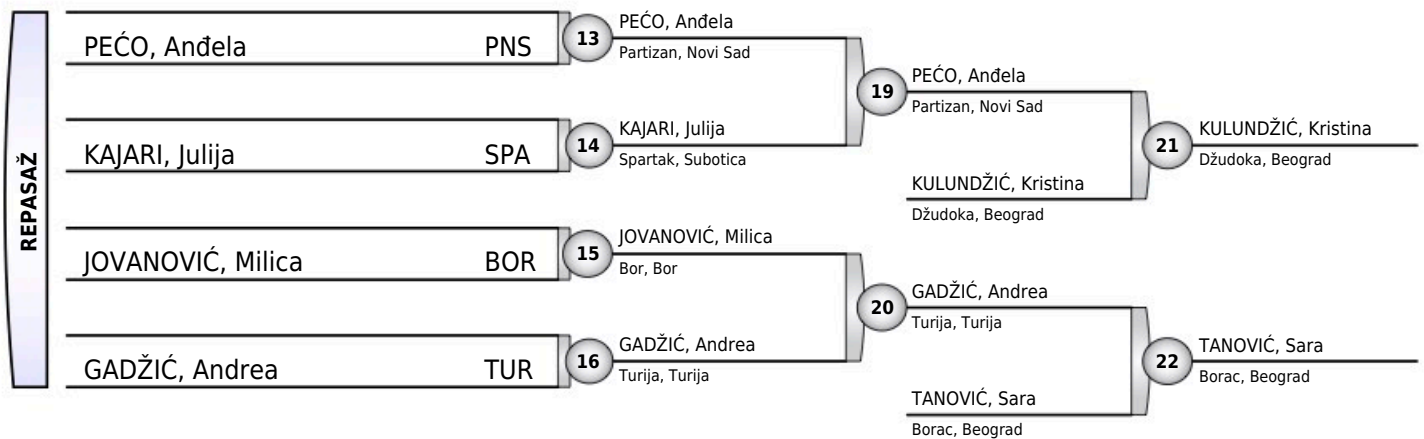 REPASAŽ
PEĆO, Anđela PNS
13
PEĆO, Anđela
Partizan, Novi Sad
KAJARI, Julija SPA
14
KAJARI, Julija
Spartak, Subotica
19
PEĆO, Anđela
Partizan, Novi Sad
KULUNDŽIĆ, Kristina
Džudoka, Beograd
21
KULUNDŽIĆ, Kristina
Džudoka, Beograd
JOVANOVIĆ, Milica BOR
15
JOVANOVIĆ, Milica
Bor, Bor
GADŽIĆ, Andrea TUR
16
GADŽIĆ, Andrea
Turija, Turija
20
GADŽIĆ, Andrea
Turija, Turija
TANOVIĆ, Sara
Borac, Beograd
22
TANOVIĆ, Sara
Borac, Beograd